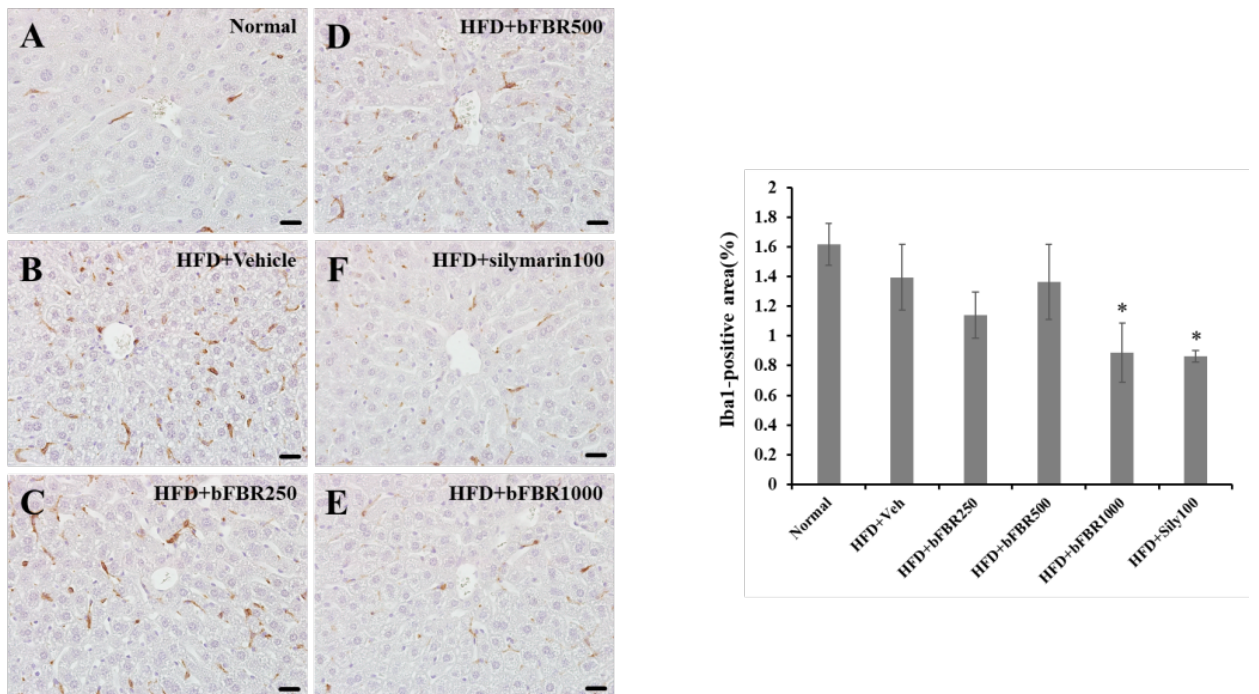 A
Normal
D
HFD+bFBR500
B
HFD+Vehicle
F
HFD+silymarin100
C
HFD+bFBR250
E
HFD+bFBR1000
Iba1-positive area(%)
2
1.8
1.6
1.4
1.2
1
0.8
0.6
0.4
0.2
0
*
*
Normal
HFD+Veh
HFD+bFBR250
HFD+bFBR500
HFD+bFBR1000
HFD+Sily100